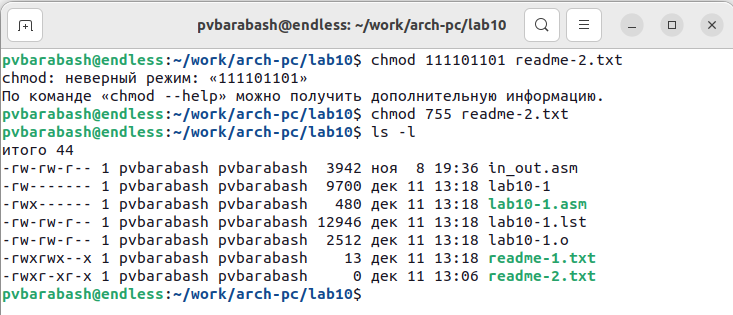 pvbarabash@endless: ~/work/arch-pc/lab10
pvbarabash@endless:~/work/arch-pc/lab10$ chmod 111101101 readme-2.txt
chmod: неверный режим: «111101101»
По команде «chmod --help» можно получить дополнительную информацию.
pvbarabash@endless:~/work/arch-pc/lab10$ chmod 755 readme-2.txt
pvbarabash@endless:~/work/arch-pc/lab10$ ls -l
итого 44
-rw-rw-r-- 1 pvbarabash pvbarabash  3942 ноя  8 19:36 in_out.asm
-rw------- 1 pvbarabash pvbarabash  9700 дек 11 13:18 lab10-1
-rwx------ 1 pvbarabash pvbarabash   480 дек 11 13:18 lab10-1.asm
-rw-rw-r-- 1 pvbarabash pvbarabash 12946 дек 11 13:18 lab10-1.lst
-rw-rw-r-- 1 pvbarabash pvbarabash  2512 дек 11 13:18 lab10-1.o
-rwxrwx--x 1 pvbarabash pvbarabash    13 дек 11 13:18 readme-1.txt
-rwxr-xr-x 1 pvbarabash pvbarabash     0 дек 11 13:06 readme-2.txt
pvbarabash@endless:~/work/arch-pc/lab10$